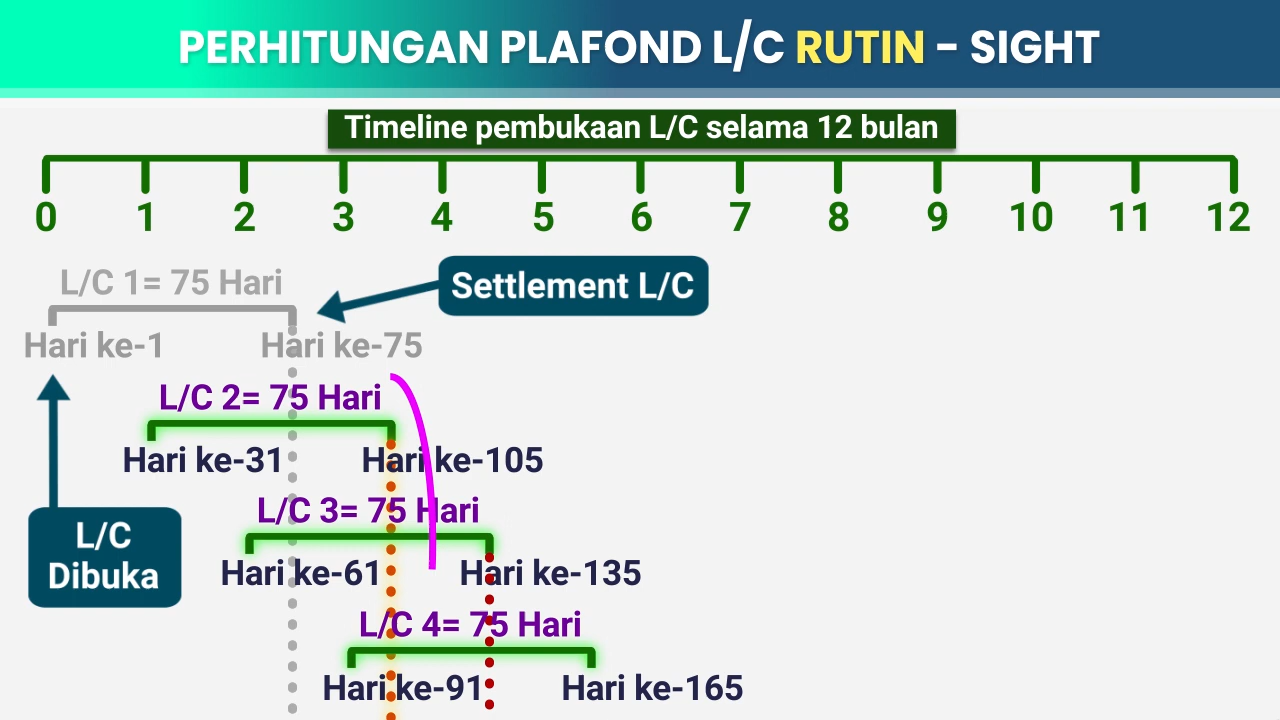 PERHITUNGAN PLAFOND L/C RUTIN - SIGHT
Timeline pembukaan L/C selama 12 bulan
0 1 2 3 4 5 6 7 8 9 10 11 12
L/C 1= 75 Hari
Settlement L/C
Hari ke-1 Hari ke-75
L/C 2= 75 Hari
Hari ke-31 Hari ke-105
L/C 3= 75 Hari
L/C
Dibuka
Hari ke-61 Hari ke-135
L/C 4= 75 Hari
Hari ke-91 Hari ke-165